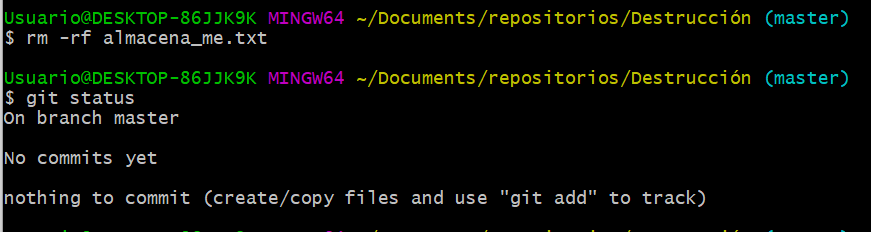 Usuario@DESKTOP-86JJK9K MINGW64 ~/Documents/repositorios/Destrucción (master)
$ rm -rf almacena_me.txt
Usuario@DESKTOP-86JJK9K MINGW64 ~/Documents/repositorios/Destrucción (master)
$ git status
On branch master
No commits yet
nothing to commit (create/copy files and use "git add" to track)